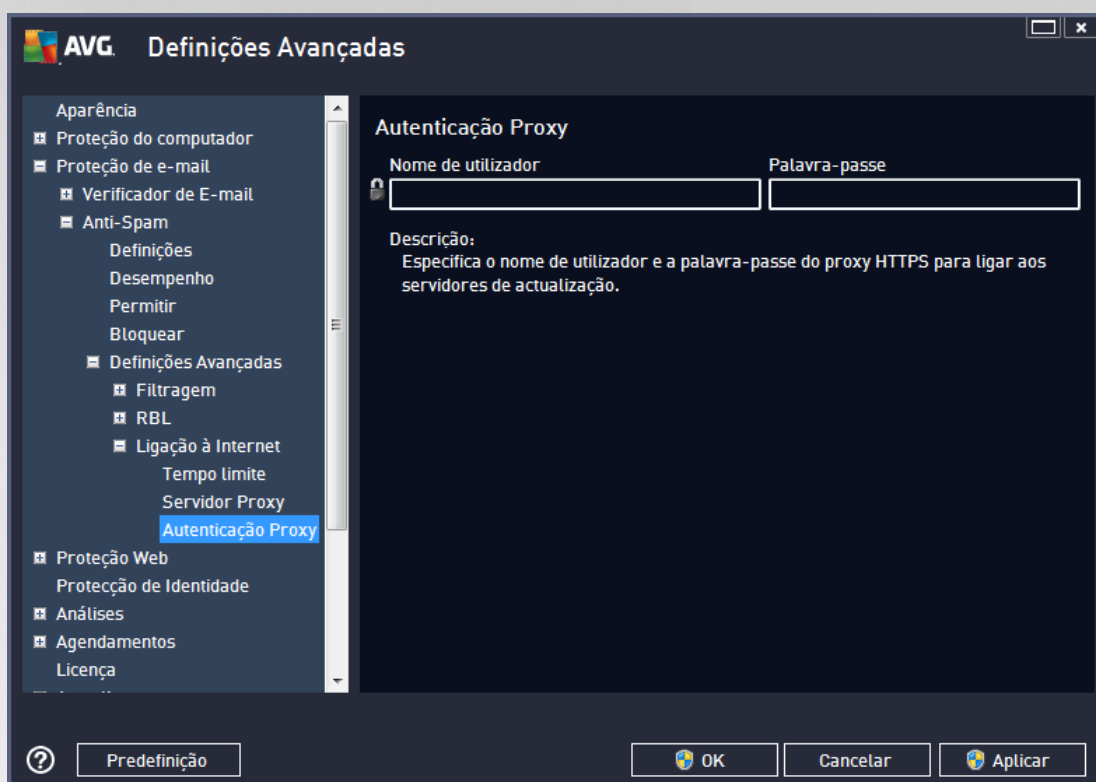 AVG. Definições Avançadas
Aparência
Proteção do computador
Proteção de e-mail
Verificador de E-mail
Anti-Spam
Definições
Desempenho
Permitir
Bloquear
Definições Avançadas
Filtragem
RBL
Ligação à Internet
Tempo limite
Servidor Proxy
Autenticação Proxy
Proteção Web
Protecção de Identidade
Análises
Agendamentos
Licença
Autenticação Proxy
Nome de utilizador Palavra-passe
Descrição:
Especifica o nome de utilizador e a palavra-passe do proxy HTTPS para ligar aos
servidores de actualização.
Predefinição OK Cancelar Aplicar